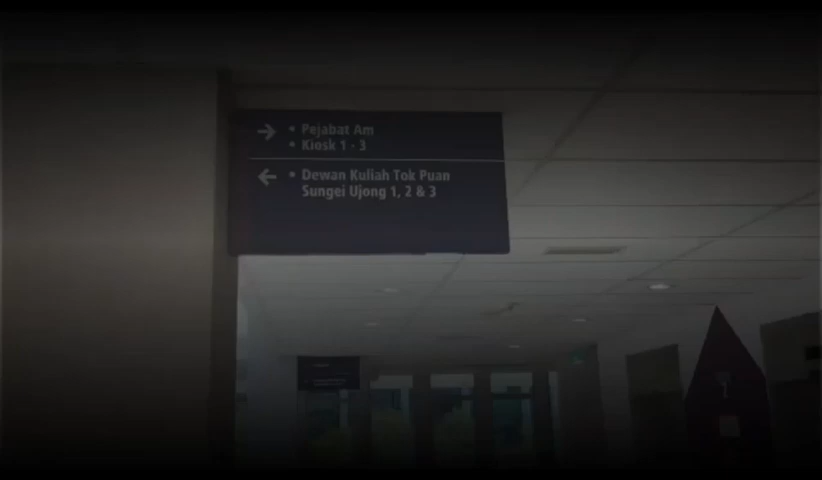 → • Pejabat Am
• Kiosk 1 - 3
← • Dewan Kuliah Tok Puan
Sungei Ujong 1, 2 & 3